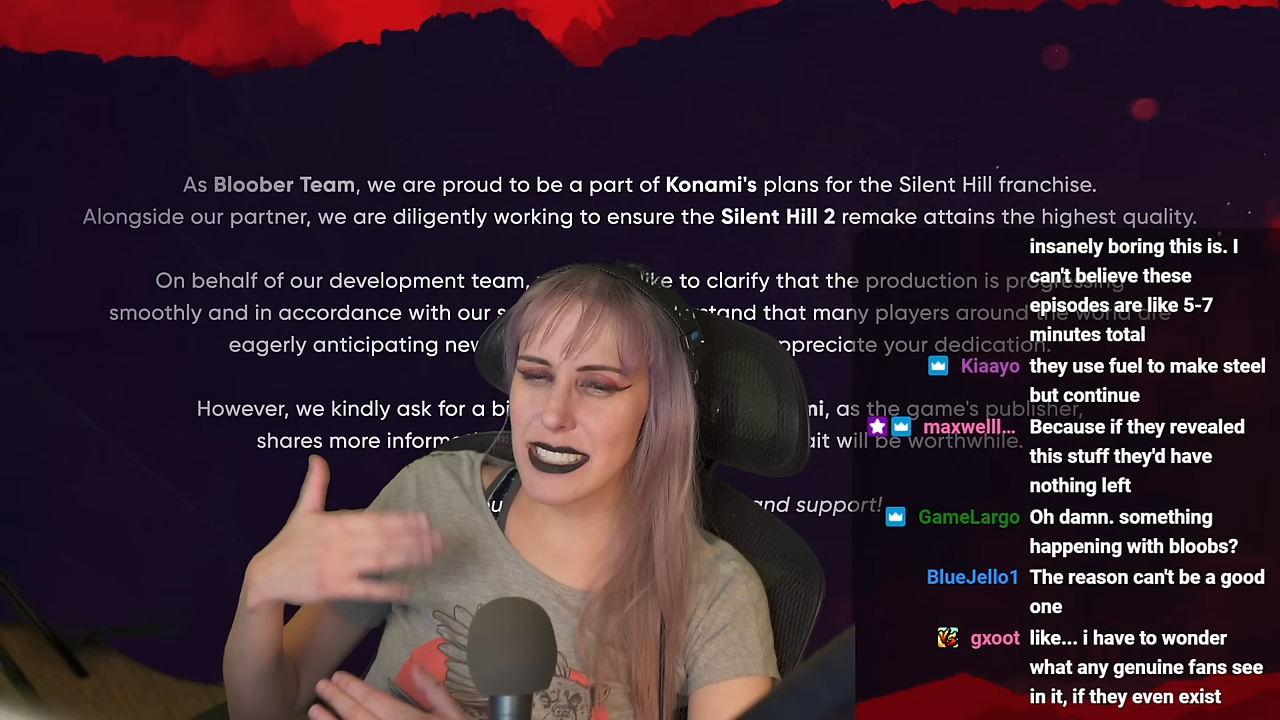 As Bloober Team, we are proud to be a part of Konami's plans for the Silent Hill franchise.
Alongside our partner, we are diligently working to ensure the Silent Hill 2 remake attains the highest quality.
On behalf of our development team, to clarify that the production is progressing
smoothly and in accordance with our that many players around the world are
eagerly anticipating appreciate your dedication.
However, we kindly ask for a as the game's publisher,
shares more will be worthwhile.
and support!
insanely boring this is. I
can't believe these
episodes are like 5-7
minutes total
Kiaayo they use fuel to make steel
but continue
maxwelll... Because if they revealed
this stuff they'd have
nothing left
GameLargo Oh damn. something
happening with bloobs?
BlueJello1 The reason can't be a good
one
gxoot like... i have to wonder
what any genuine fans see
in it, if they even exist